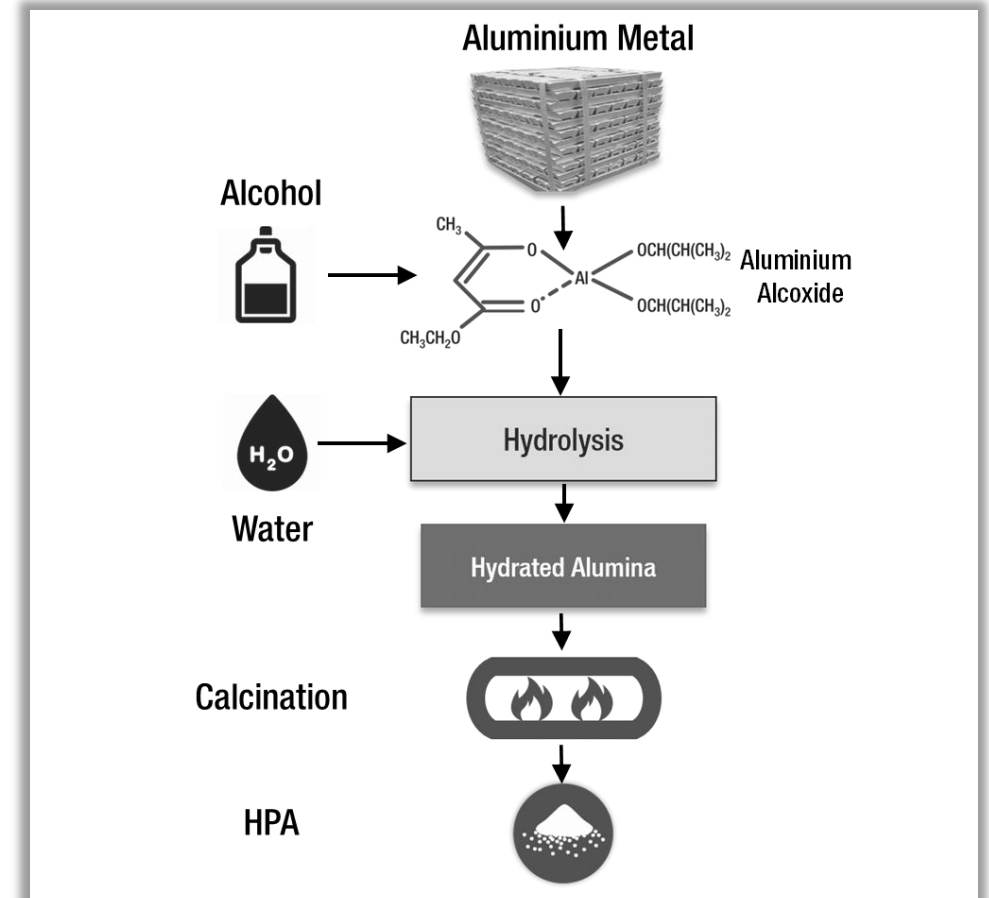 Aluminium Metal
Alcohol
CH₃
O
OCH(CH(CH₃)₂
Al
Aluminium
Alcoxide
O
OCH(CH(CH₃)₂
CH₃CH₂O
Hydrolysis
H₂O
Water
Hydrated Alumina
Calcination
HPA